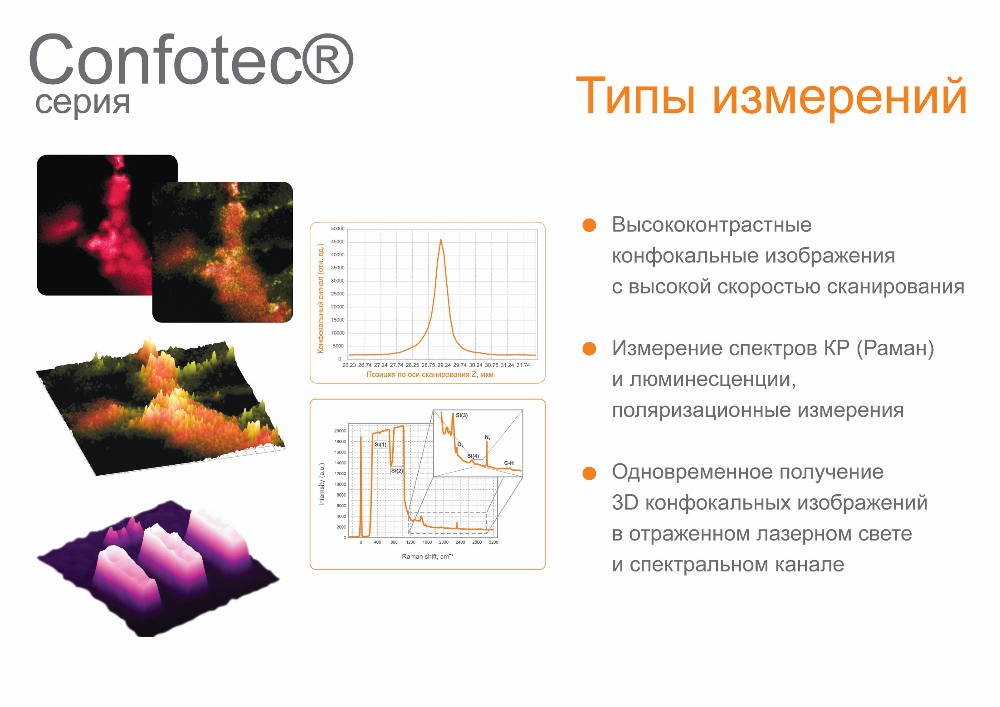 Confotec®
серия
Типы измерений
Высококонтрастные
конфокальные изображения
с высокой скоростью сканирования
Измерение спектров КР (Раман)
и люминесценции,
поляризационные измерения
Одновременное получение
3D конфокальных изображений
в отраженном лазерном свете
и спектральном канале
Конфокальный сигнал (отн. ед.)
50000
45000
40000
35000
30000
25000
20000
15000
10000
5000
0
26.23 26.74 27.24 27.74 28.25 28.75 29.24 29.74 30.24 30.75 31.24 31.74
Позиция по оси сканирования Z, мкм
Intemsity (a.u.)
20000
18000
16000
14000
12000
10000
8000
6000
4000
2000
0
Si(1)
Si(2)
Si(3)
O₂
Si(4)
N₂
C-H
0 400 800 1200 1600 2000 2400 2800 3200
Raman shift, cm⁻¹